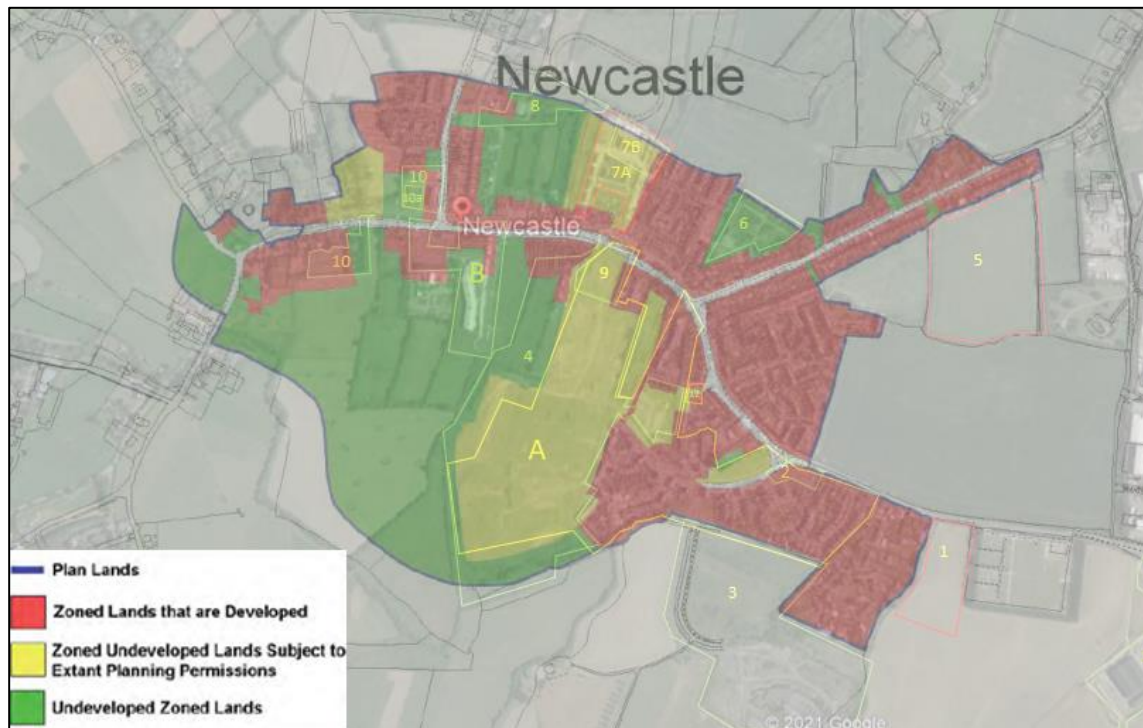 Newcastle
8
7B
7A
10
10a
Newcastle
6
10
B
9
5
4
A
2
1
3
Plan Lands
Zoned Lands that are Developed
Zoned Undeveloped Lands Subject to
Extant Planning Permissions
Undeveloped Zoned Lands
© 2021 Google